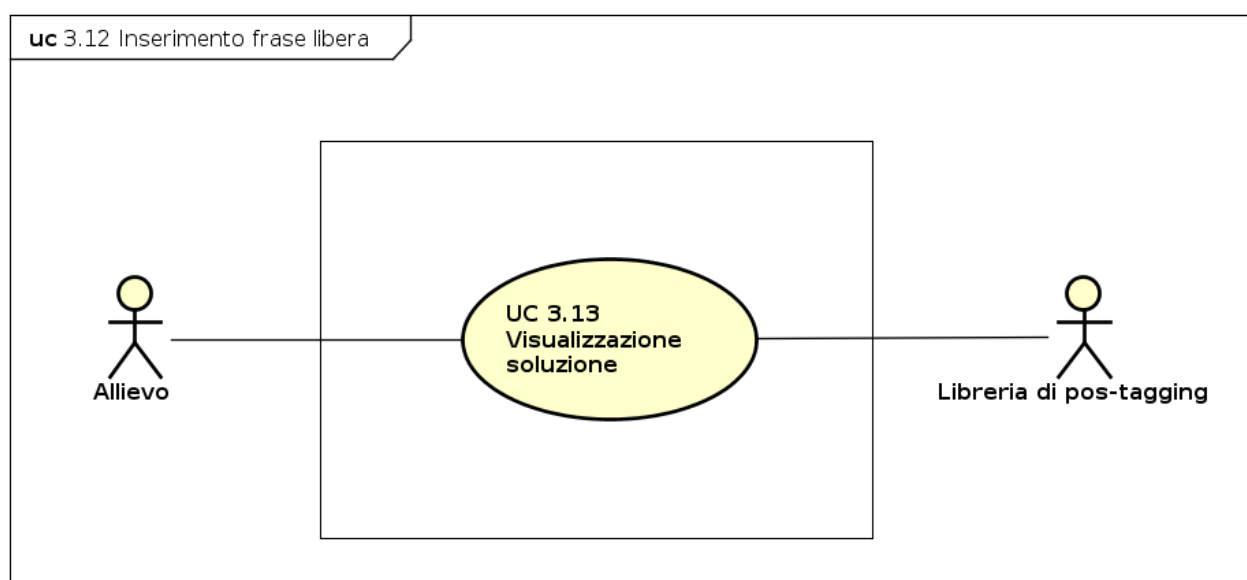 uc 3.12 Inserimento frase libera
UC 3.13
Visualizzazione
soluzione
Allievo
Libreria di pos-tagging